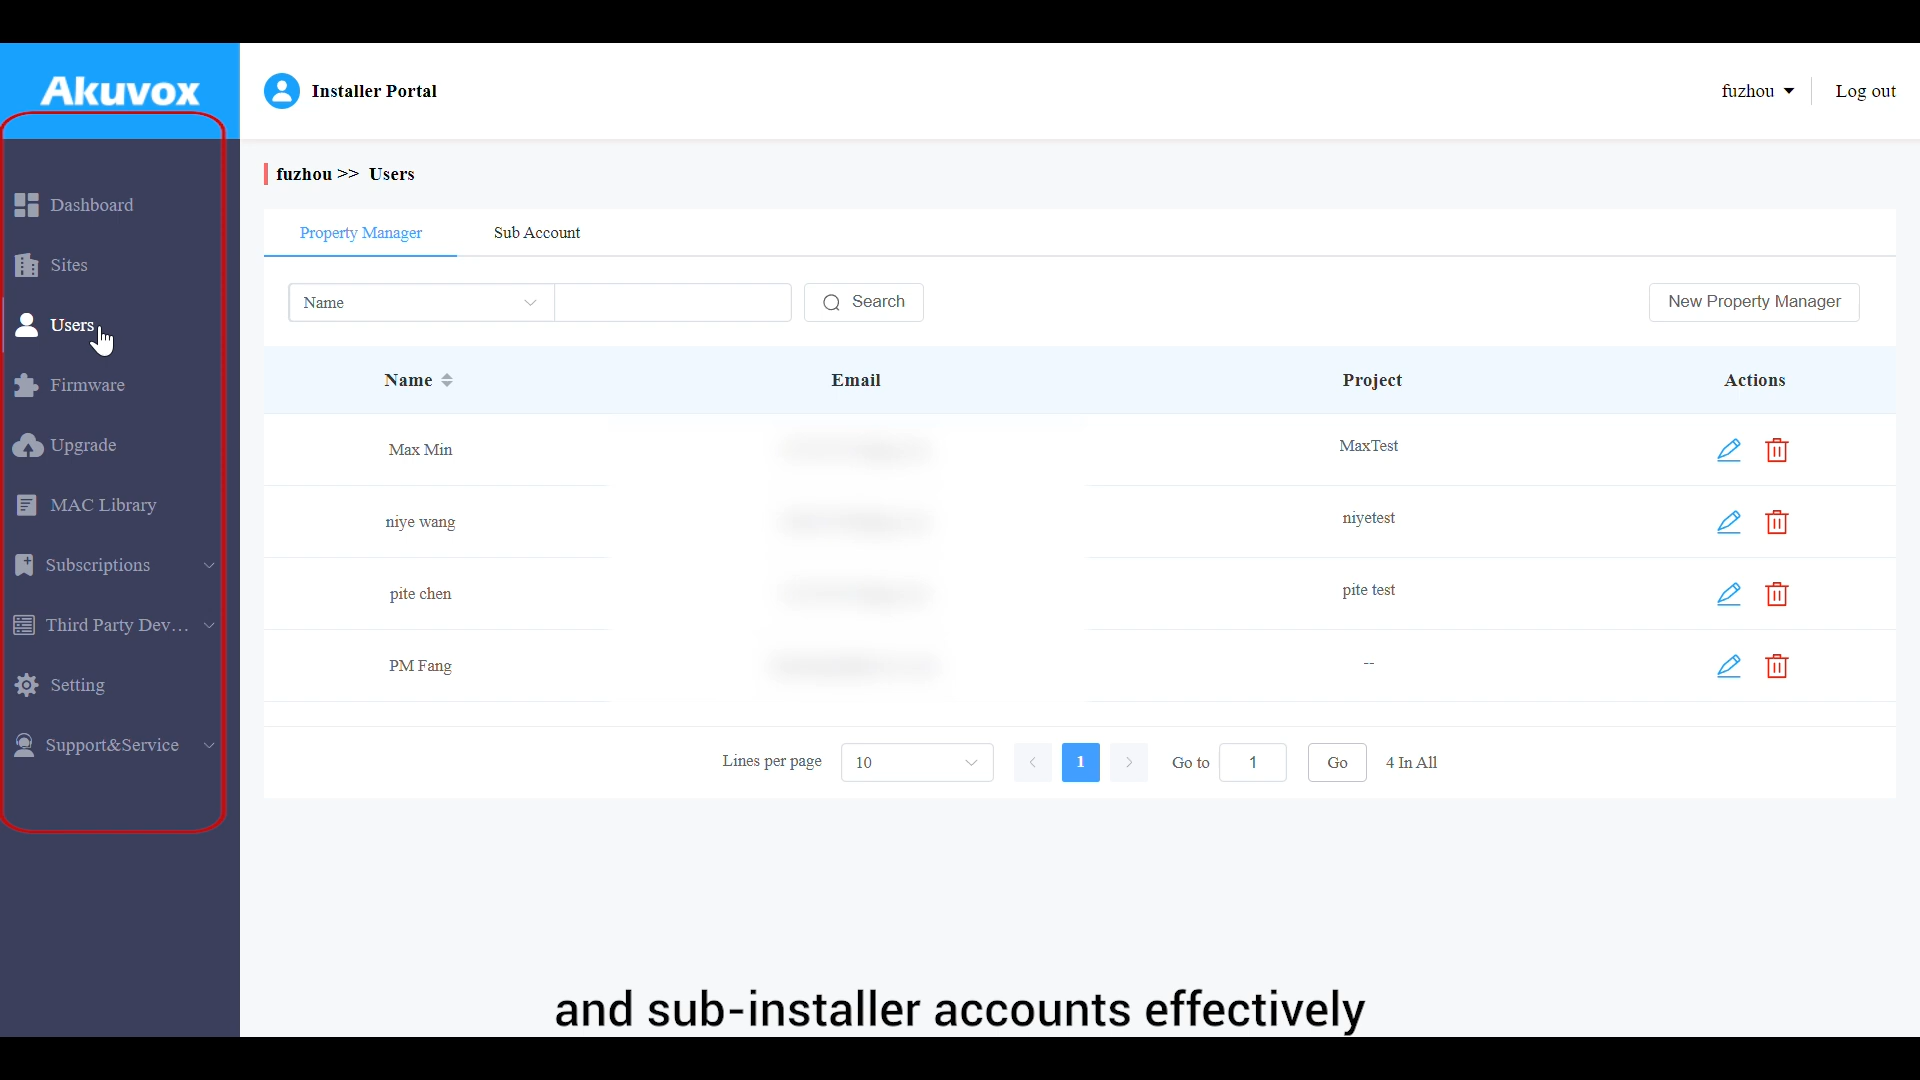 Akuvox
Installer Portal
fuzhou
Log out
fuzhou >> Users
Dashboard
Sites
Users
Firmware
Upgrade
MAC Library
Subscriptions
Third Party Dev...
Setting
Support&Service
Property Manager
Sub Account
Name
Search
New Property Manager
Name Email Project Actions
Max Min MaxTest
niye wang niyetest
pite chen pite test
PM Fang --
Lines per page 10 < 1 > Go to 1 Go 4 In All
and sub-installer accounts effectively